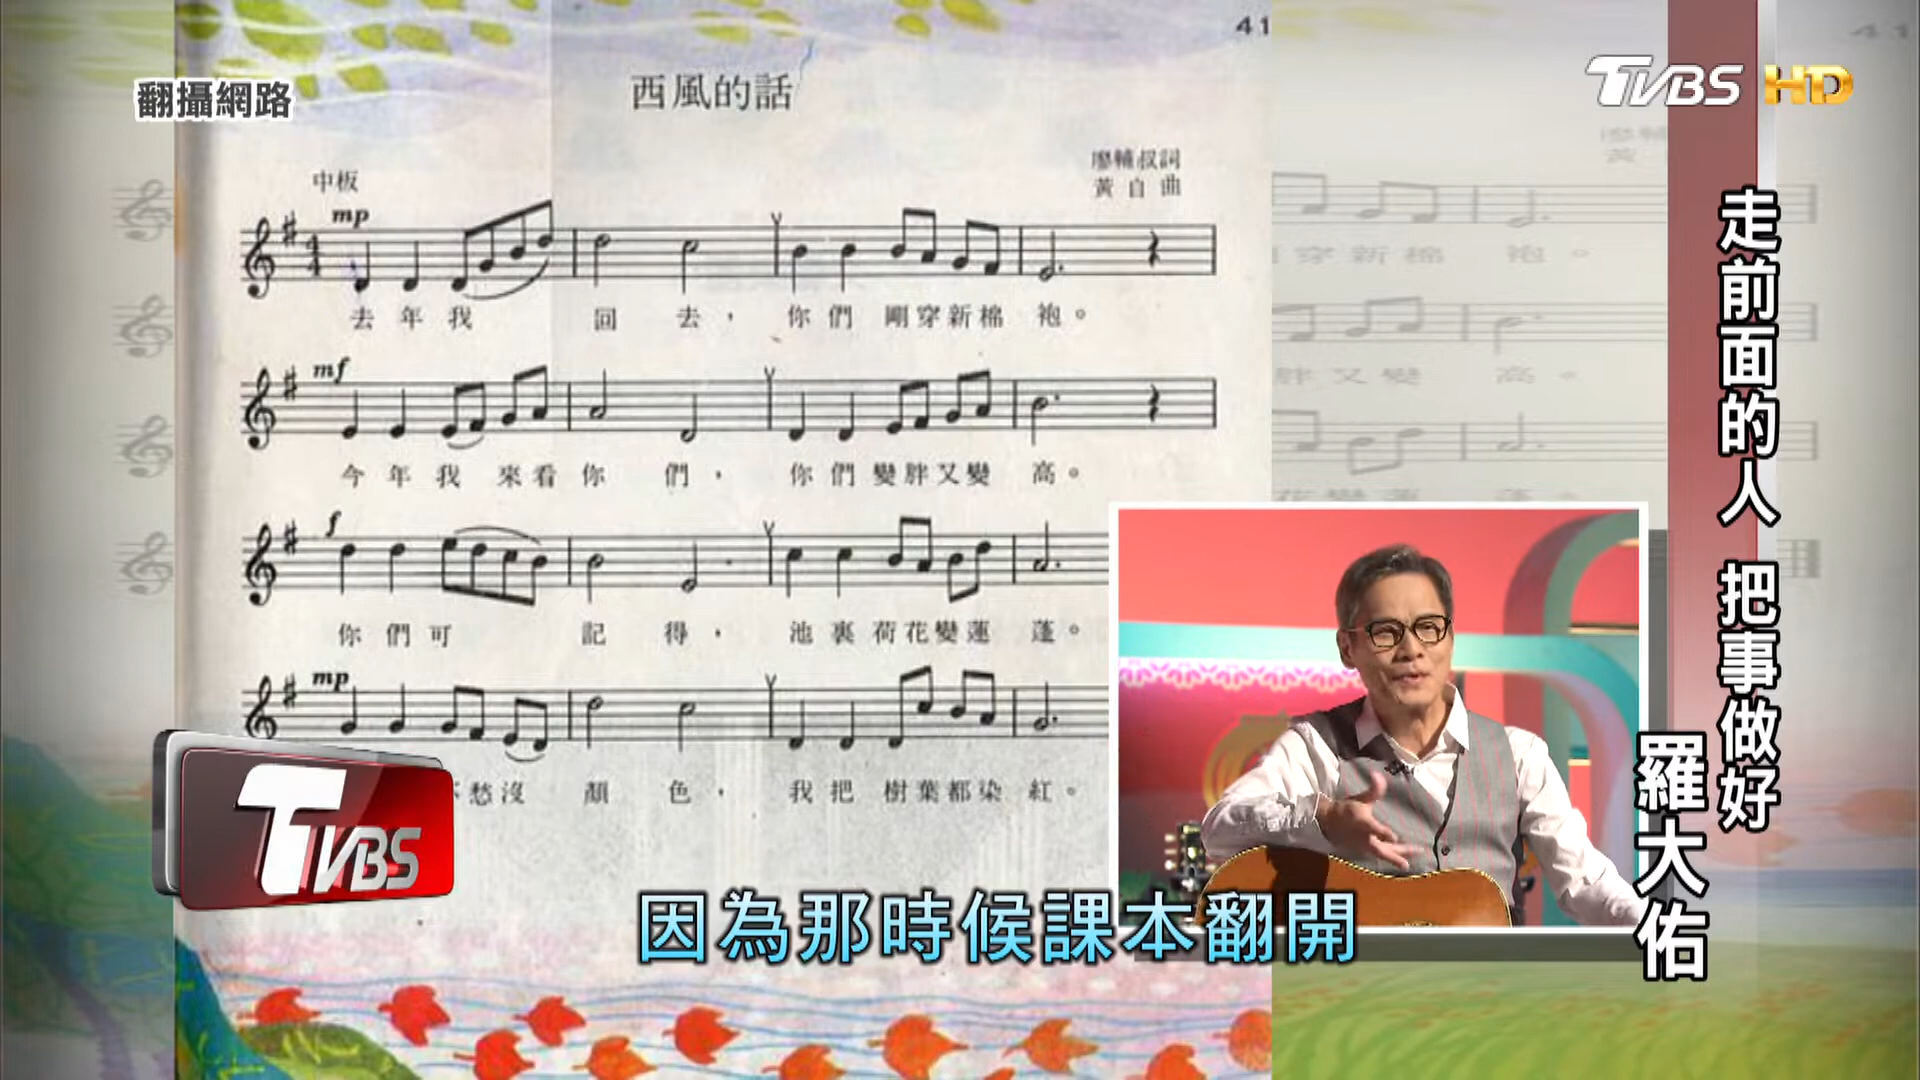 41
翻攝網路
TVBS HD
西風的話
廖輔叔詞
黃自曲
中板
mp
去年我 回 去，你們 剛穿新棉 袍。
mf
今年我 來看你 們，你們變胖又變 高。
f
你們可 記 得，池裏荷花變蓮 蓬。
mp
不愁沒 顏 色，我把 樹葉都染 紅。
走前面的人 把事做好
羅大佑
TVBS
因為那時候課本翻開